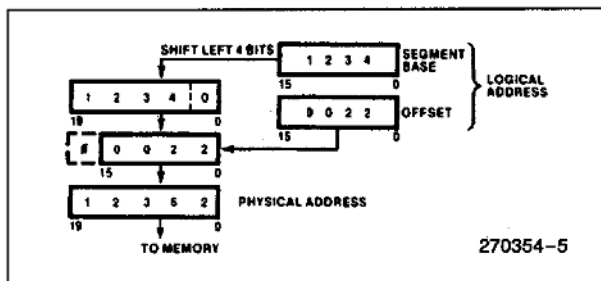 SHIFT LEFT 4 BITS
1 2 3 4
SEGMENT
BASE
15 0
LOGICAL
ADDRESS
1 2 3 4 0
19 0
0 0 2 2
OFFSET
15 0
0 0 2 2
15 0
1 2 3 6 2
PHYSICAL ADDRESS
19 0
TO MEMORY
270354-5